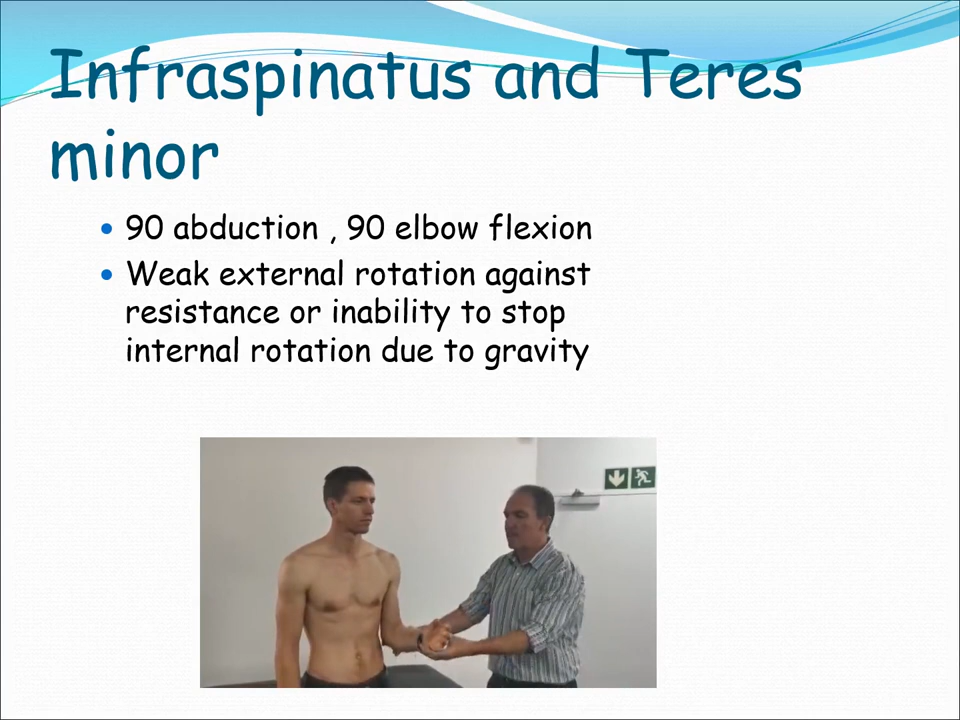 Infraspinatus and Teres
minor
• 90 abduction , 90 elbow flexion
• Weak external rotation against
resistance or inability to stop
internal rotation due to gravity